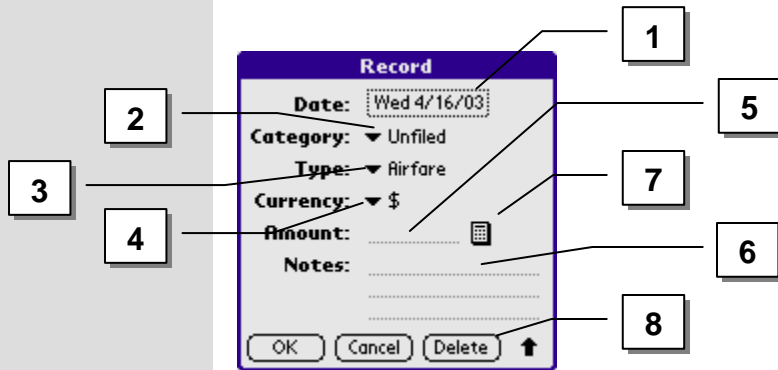 1
Record
Date: Wed 4/16/03
5
2
Category: Unfiled
7
Type: Airfare
3
Currency: $
4
Amount:
6
Notes:
8
OK Cancel Delete